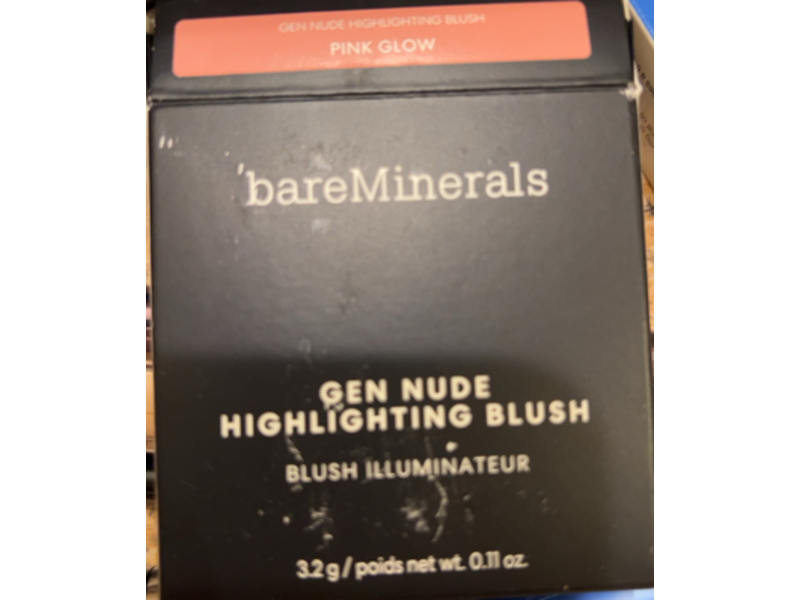 GEN NUDE HIGHLIGHTING BLUSH
PINK GLOW
bareMinerals
GEN NUDE
HIGHLIGHTING BLUSH
BLUSH ILLUMINATEUR
3.2 g / poids net wt. 0.11 oz.